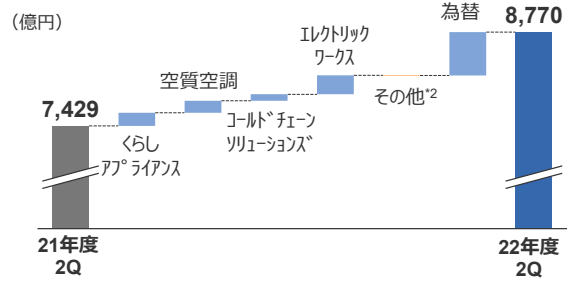 (億円)
為替
8,770
ｴﾚｸﾄﾘｯｸ
ﾜｰｸｽ
空質空調
その他*2
7,429
ｺｰﾙﾄﾞﾁｪｰﾝ
ｿﾘｭｰｼｮﾝｽﾞ
くらし
ｱﾌﾟﾗｲｱﾝｽ
21年度
2Q
22年度
2Q